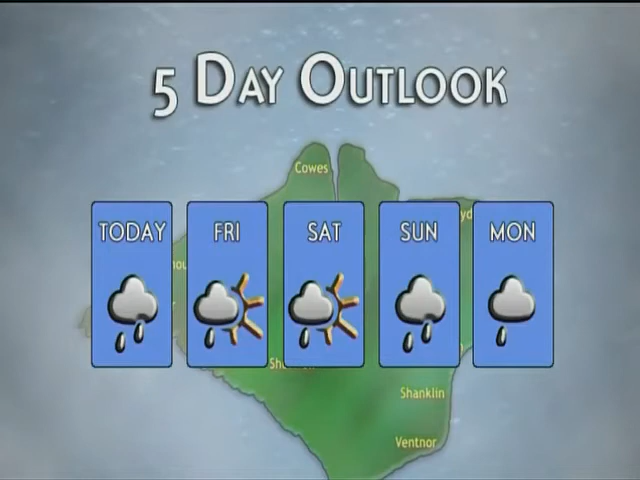 5 DAY OUTLOOK
Cowes
TODAY
FRI
SAT
SUN
MON
Shanklin
Ventnor